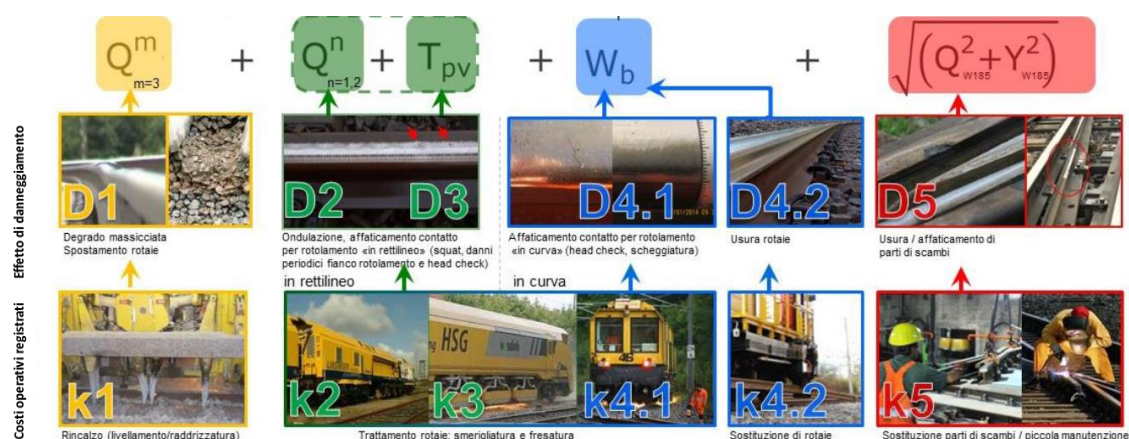 Q^m m=3 + Q^n n=1,2 + T_pv + W_b + √(Q²_W185 + Y²_W185)
Effetto di danneggiamento
D1
D2
D3
D4.1
D4.2
D5
Degrado massicciata
Spostamento rotaie
Ondulazione, affaticamento contatto
per rotolamento «in rettilineo» (squat, danni
periodici fianco rotolamento e head check)
Affaticamento contatto per rotolamento
«in curva» (head check, scheggiatura)
Usura rotaie
Usura / affaticamento di
parti di scambi
in rettilineo
in curva
Costi operativi registrati
HSG
46
k1
k2
k3
k4.1
k4.2
k5
Rincalzo (livellamento/raddrizzatura)
Trattamento rotaie: smerigliatura e fresatura
Sostituzione di rotaie
Sostituzione parti di scambi / piccola manutenzione